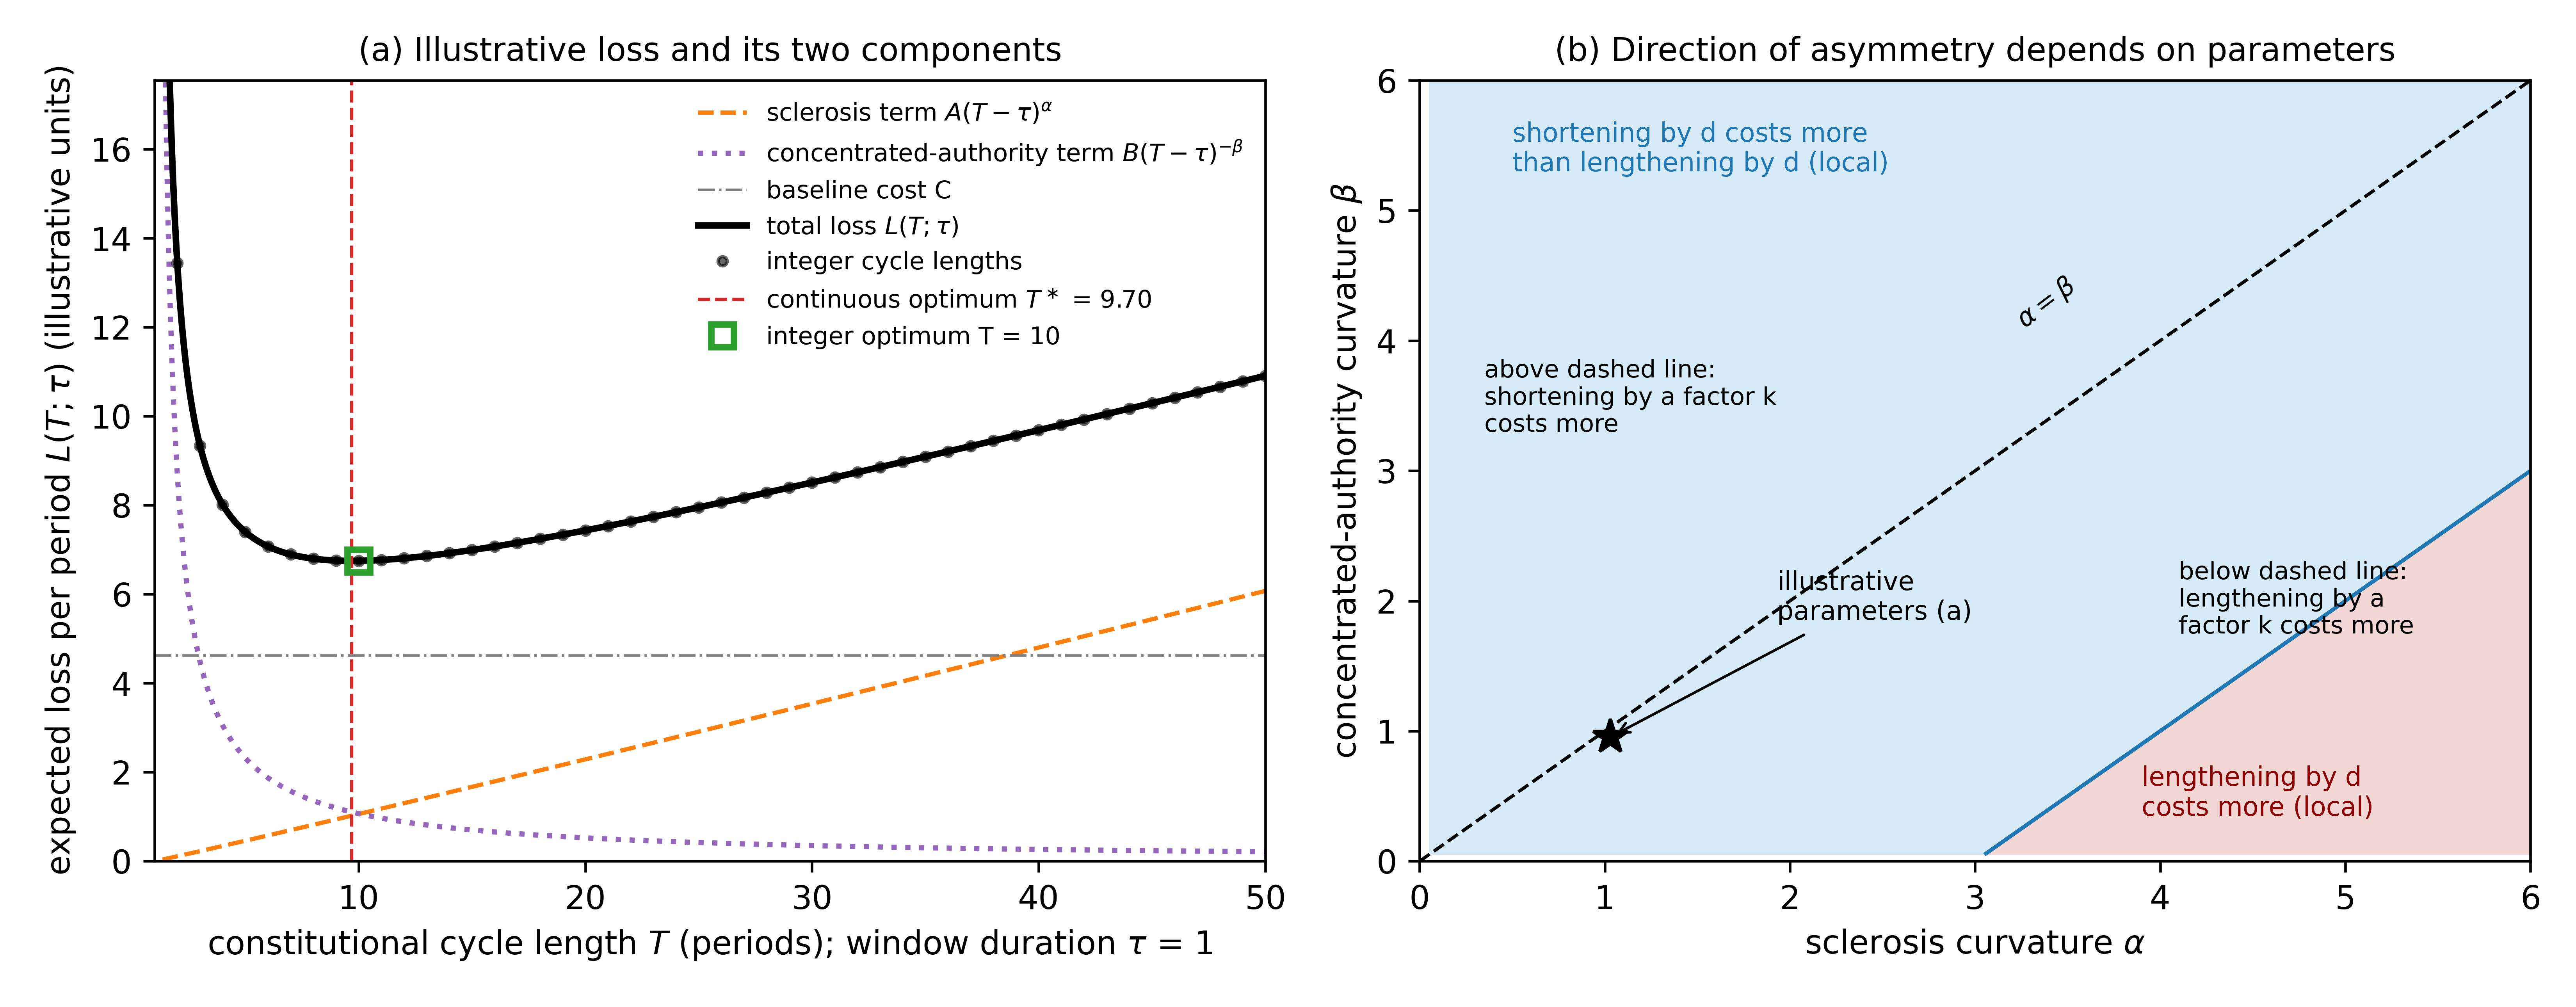 (a) Illustrative loss and its two components
expected loss per period L(T; τ) (illustrative units)
16
14
12
10
8
6
4
2
0
sclerosis term A(T − τ)^α
concentrated-authority term B(T − τ)^−β
baseline cost C
total loss L(T; τ)
integer cycle lengths
continuous optimum T* = 9.70
integer optimum T = 10
10 20 30 40 50
constitutional cycle length T (periods); window duration τ = 1
(b) Direction of asymmetry depends on parameters
concentrated-authority curvature β
6
5
4
3
2
1
0
shortening by d costs more
than lengthening by d (local)
α = β
above dashed line:
shortening by a factor k
costs more
illustrative
parameters (a)
below dashed line:
lengthening by a
factor k costs more
lengthening by d
costs more (local)
0 1 2 3 4 5 6
sclerosis curvature α